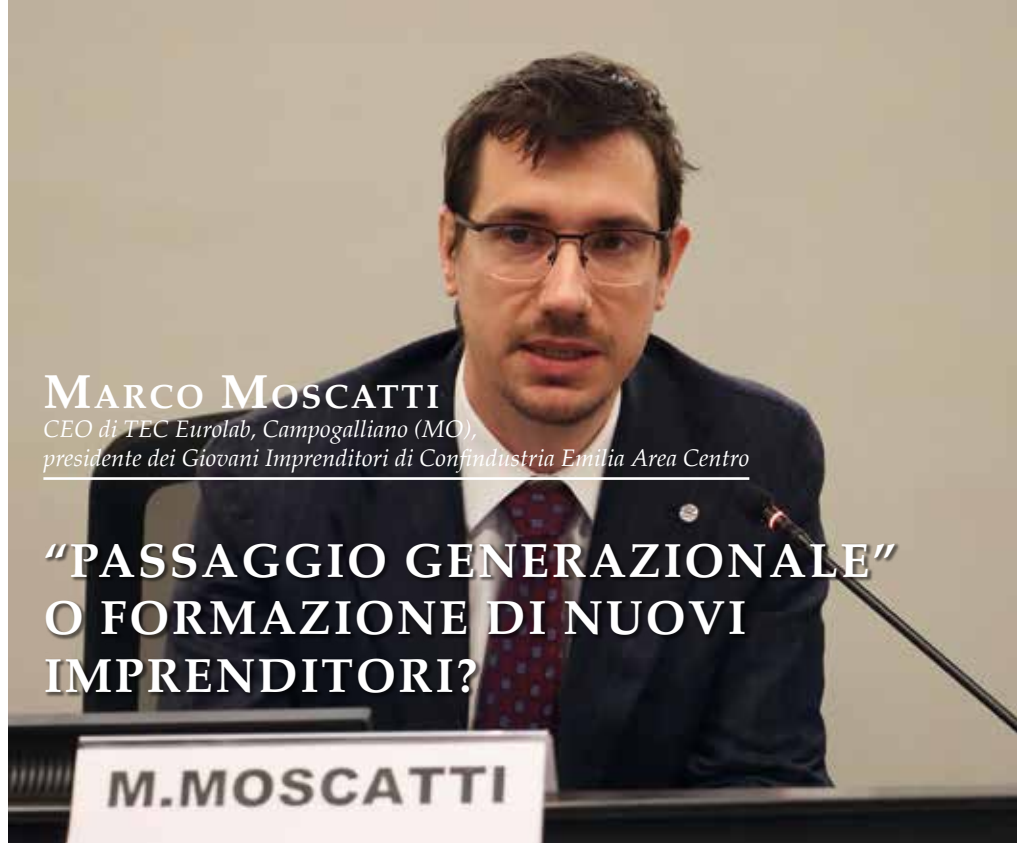 MARCO MOSCATTI
CEO di TEC Eurolab, Campogalliano (MO),
presidente dei Giovani Imprenditori di Confindustria Emilia Area Centro
“PASSAGGIO GENERAZIONALE”
O FORMAZIONE DI NUOVI
IMPRENDITORI?
M.MOSCATTI